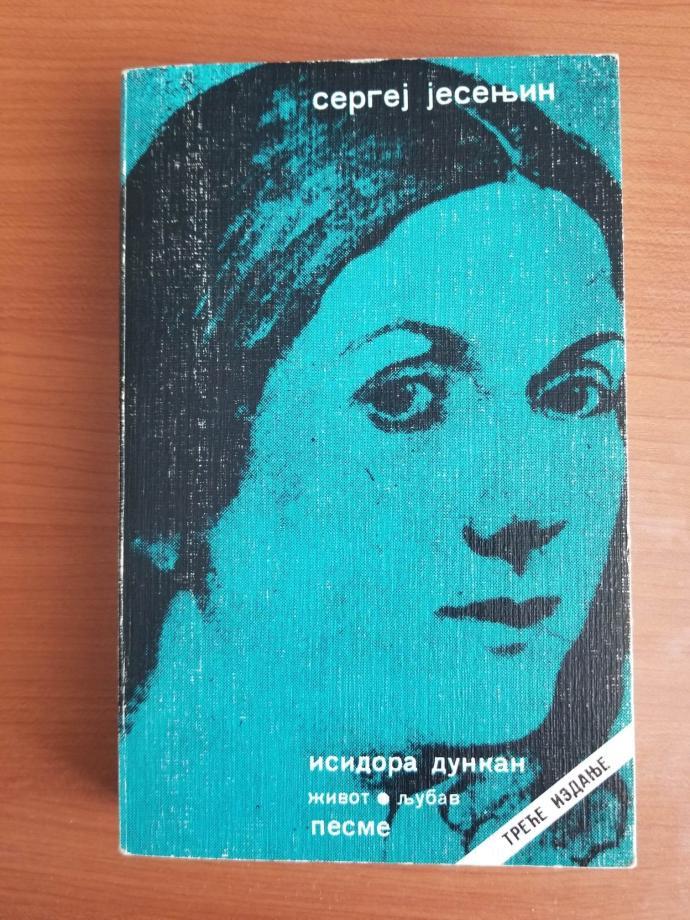 сергеј јесењин
исидора дункан
живот • љубав
песме
ТРЕЋЕ ИЗДАЊЕ